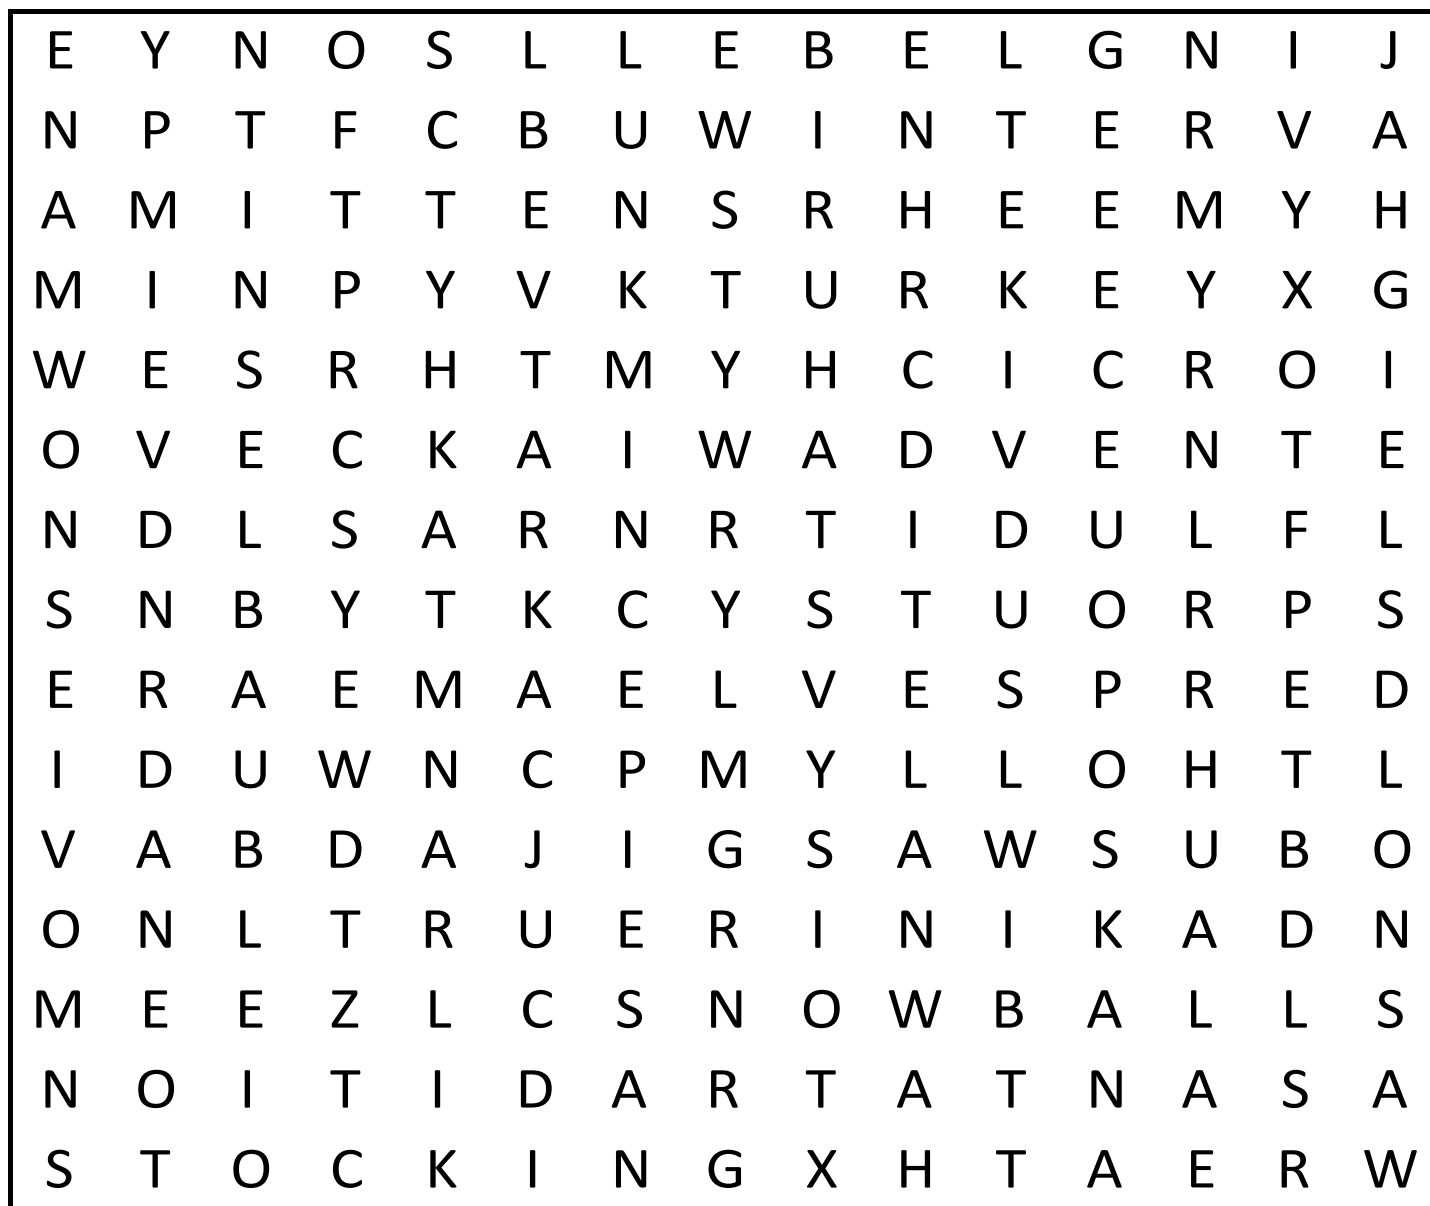 E Y N O S L L E B E L G N I J
N P T F C B U W I N T E R V A
A M I T T E N S R H E E M Y H
M I N P Y V K T U R K E Y X G
W E S R H T M Y H C I C R O I
O V E C K A I W A D V E N T E
N D L S A R N R T I D U L F L
S N B Y T K C Y S T U O R P S
E R A E M A E L V E S P R E D
I D U W N C P M Y L L O H T L
V A B D A J I G S A W S U B O
O N L T R U E R I N I K A D N
M E E Z L C S N O W B A L L S
N O I T I D A R T A T N A S A
S T O C K I N G X H T A E R W